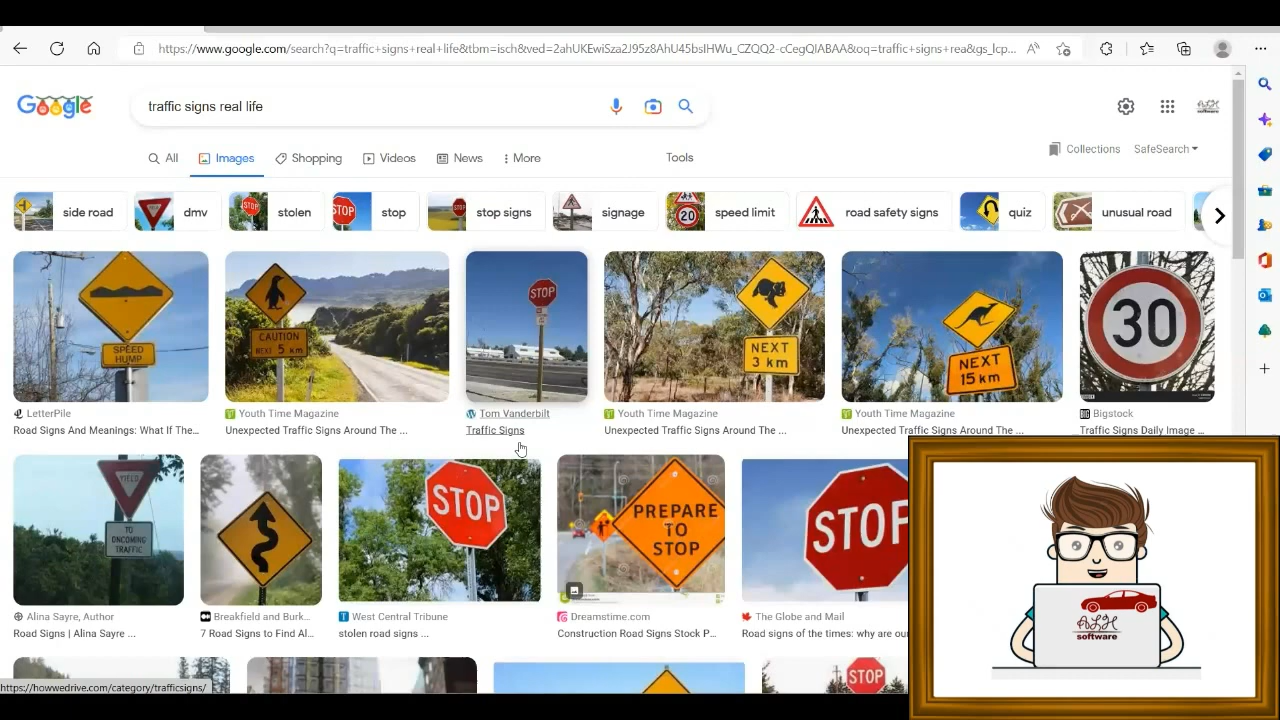 https://www.google.com/search?q=traffic+signs+real+life&tbm=isch&ved=2ahUKEwiSza2J95z8AhU45bsIHWu_CZQQ2-cCegQIABAA&oq=traffic+signs+rea&gs_lcp...
Google
traffic signs real life
All
Images
Shopping
Videos
News
More
Tools
Collections
SafeSearch
side road
dmv
stolen
stop
stop signs
signage
speed limit
road safety signs
quiz
unusual road
STOP
20
SPEED
HUMP
CAUTION
NEXT 5 km
STOP
NEXT
3 km
NEXT
15 km
30
LetterPile
Road Signs And Meanings: What If The...
Youth Time Magazine
Unexpected Traffic Signs Around The ...
Tom Vanderbilt
Traffic Signs
Youth Time Magazine
Unexpected Traffic Signs Around The ...
Youth Time Magazine
Unexpected Traffic Signs Around The ...
Bigstock
Traffic Signs Daily Image ...
YIELD
TO
ONCOMING
TRAFFIC
STOP
PREPARE
TO
STOP
STOP
Alina Sayre, Author
Road Signs | Alina Sayre ...
Breakfield and Burk...
7 Road Signs to Find Al...
West Central Tribune
stolen road signs ...
Dreamstime.com
Construction Road Signs Stock P...
The Globe and Mail
Road signs of the times: why are ou
STOP
https://howwedrive.com/category/trafficsigns/
ALH
software